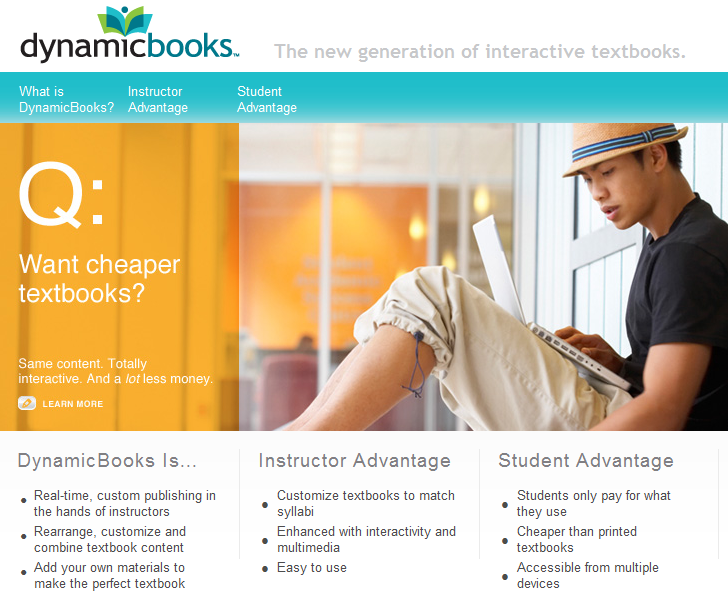 dynamicbooks™
The new generation of interactive textbooks.
What is
DynamicBooks?
Instructor
Advantage
Student
Advantage
Q:
Want cheaper
textbooks?
Same content. Totally
interactive. And a lot less money.
LEARN MORE
DynamicBooks Is...
• Real-time, custom publishing in
the hands of instructors
• Rearrange, customize and
combine textbook content
• Add your own materials to
make the perfect textbook
Instructor Advantage
• Customize textbooks to match
syllabi
• Enhanced with interactivity and
multimedia
• Easy to use
Student Advantage
• Students only pay for what
they use
• Cheaper than printed
textbooks
• Accessible from multiple
devices